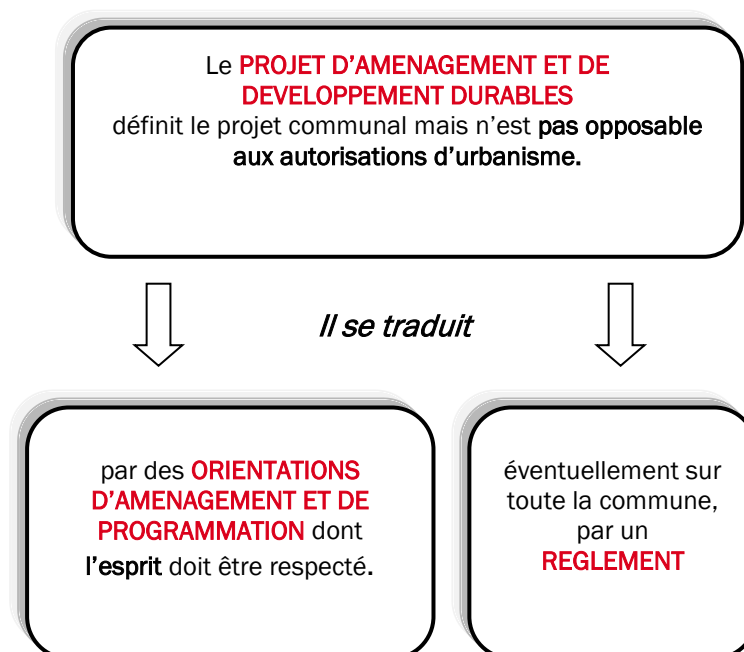 Le PROJET D'AMENAGEMENT ET DE
DEVELOPPEMENT DURABLES
définit le projet communal mais n'est pas opposable
aux autorisations d'urbanisme.
Il se traduit
par des ORIENTATIONS
D'AMENAGEMENT ET DE
PROGRAMMATION dont
l'esprit doit être respecté.
éventuellement sur
toute la commune,
par un
REGLEMENT